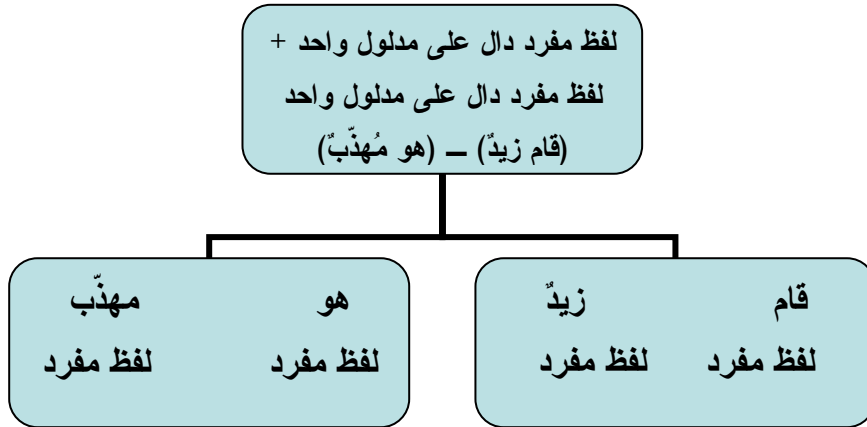 لفظ مفرد دال على مدلول واحد +
لفظ مفرد دال على مدلول واحد
(قام زيدٌ) – (هو مُهذّبٌ)
قام زيدٌ
لفظ مفرد لفظ مفرد
هو مهذّب
لفظ مفرد لفظ مفرد